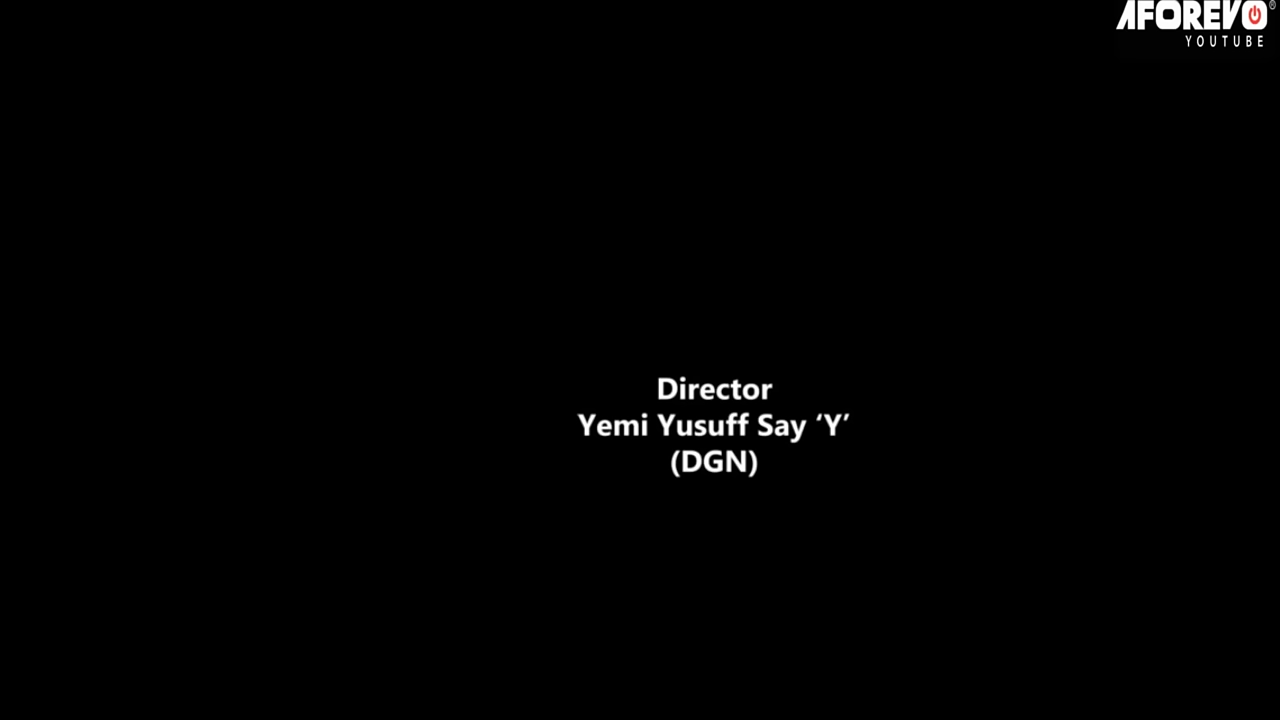 AFOREVO®
YOUTUBE
Director
Yemi Yusuff Say ‘Y’
(DGN)